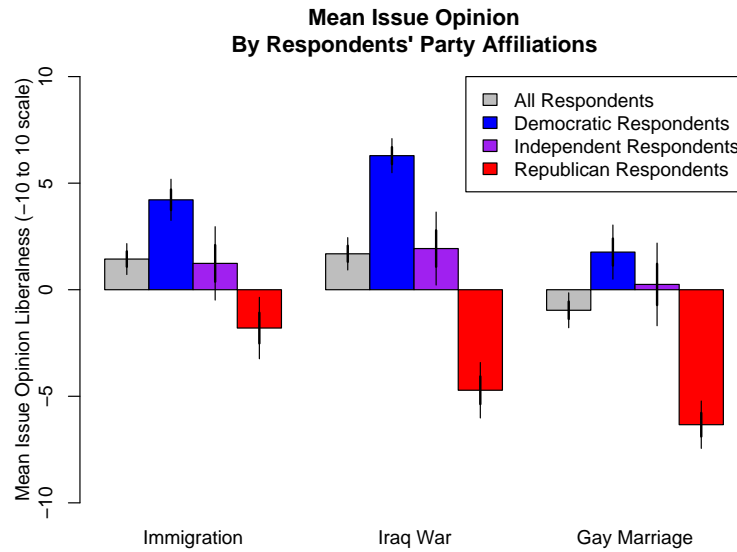 Mean Issue Opinion
By Respondents' Party Affiliations
Mean Issue Opinion Liberalness (−10 to 10 scale)
10
5
0
−5
−10
All Respondents
Democratic Respondents
Independent Respondents
Republican Respondents
Immigration
Iraq War
Gay Marriage